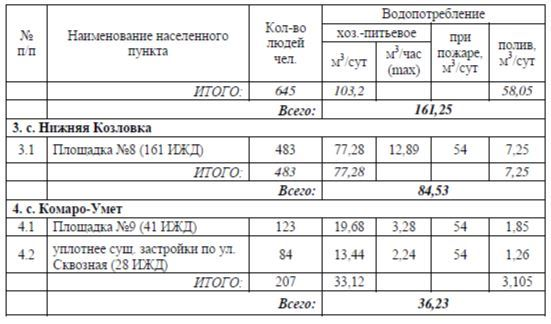 № п/п
Наименование населенного пункта
Кол-во людей чел.
Водопотребление
хоз.-питьевое
м³/сут
м³/час (max)
при пожаре, м³/сут
полив, м³/сут
ИТОГО: 645 103,2 58,05
Всего: 161,25
3. с. Нижняя Козловка
3.1 Площадка №8 (161 ИЖД) 483 77,28 12,89 54 7,25
ИТОГО: 483 77,28 7,25
Всего: 84,53
4. с. Комаро-Умет
4.1 Площадка №9 (41 ИЖД) 123 19,68 3,28 54 1,85
4.2 уплотнее сущ. застройки по ул. Сквозная (28 ИЖД) 84 13,44 2,24 54 1,26
ИТОГО: 207 33,12 3,105
Всего: 36,23